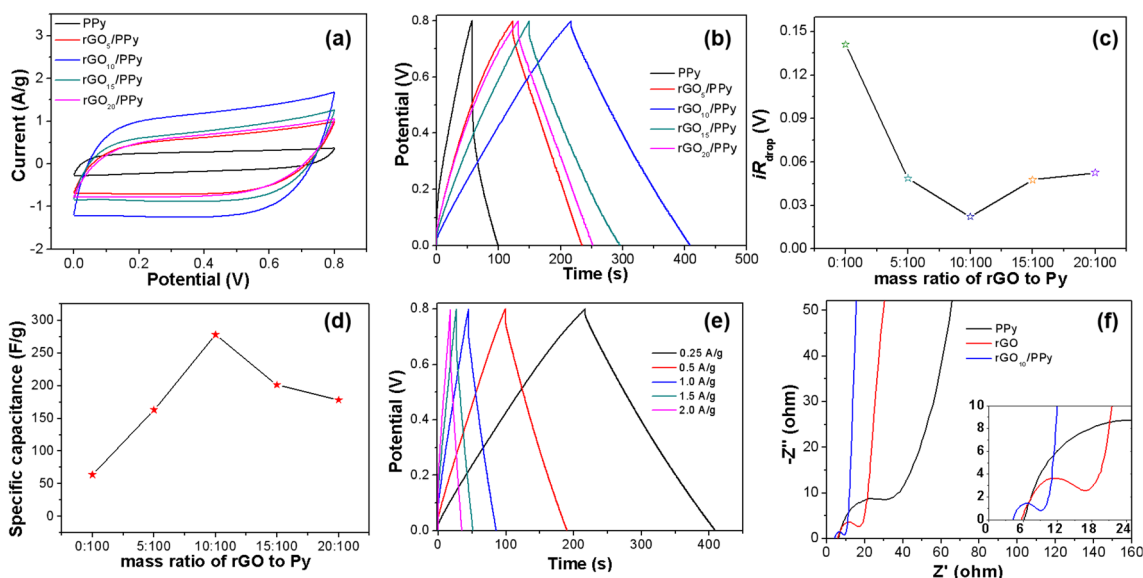 (a)
PPy
rGO5/PPy
rGO10/PPy
rGO15/PPy
rGO20/PPy
3
2
1
0
-1
-2
Current (A/g)
0.0 0.2 0.4 0.6 0.8
Potential (V)
(b)
PPy
rGO5/PPy
rGO10/PPy
rGO15/PPy
rGO20/PPy
0.8
0.6
0.4
0.2
0.0
Potential (V)
0 100 200 300 400 500
Time (s)
(c)
0.15
0.12
0.09
0.06
0.03
0.00
iRdrop (V)
0:100 5:100 10:100 15:100 20:100
mass ratio of rGO to Py
(d)
300
250
200
150
100
50
0
Specific capacitance (F/g)
0:100 5:100 10:100 15:100 20:100
mass ratio of rGO to Py
(e)
0.25 A/g
0.5 A/g
1.0 A/g
1.5 A/g
2.0 A/g
0.8
0.6
0.4
0.2
0.0
Potential (V)
0 100 200 300 400
Time (s)
(f)
PPy
rGO
rGO10/PPy
-50
40
30
20
10
0
-Z'' (ohm)
0 20 40 60 80 100 120 140 160
Z' (ohm)
10
8
6
4
2
0 6 12 18 24